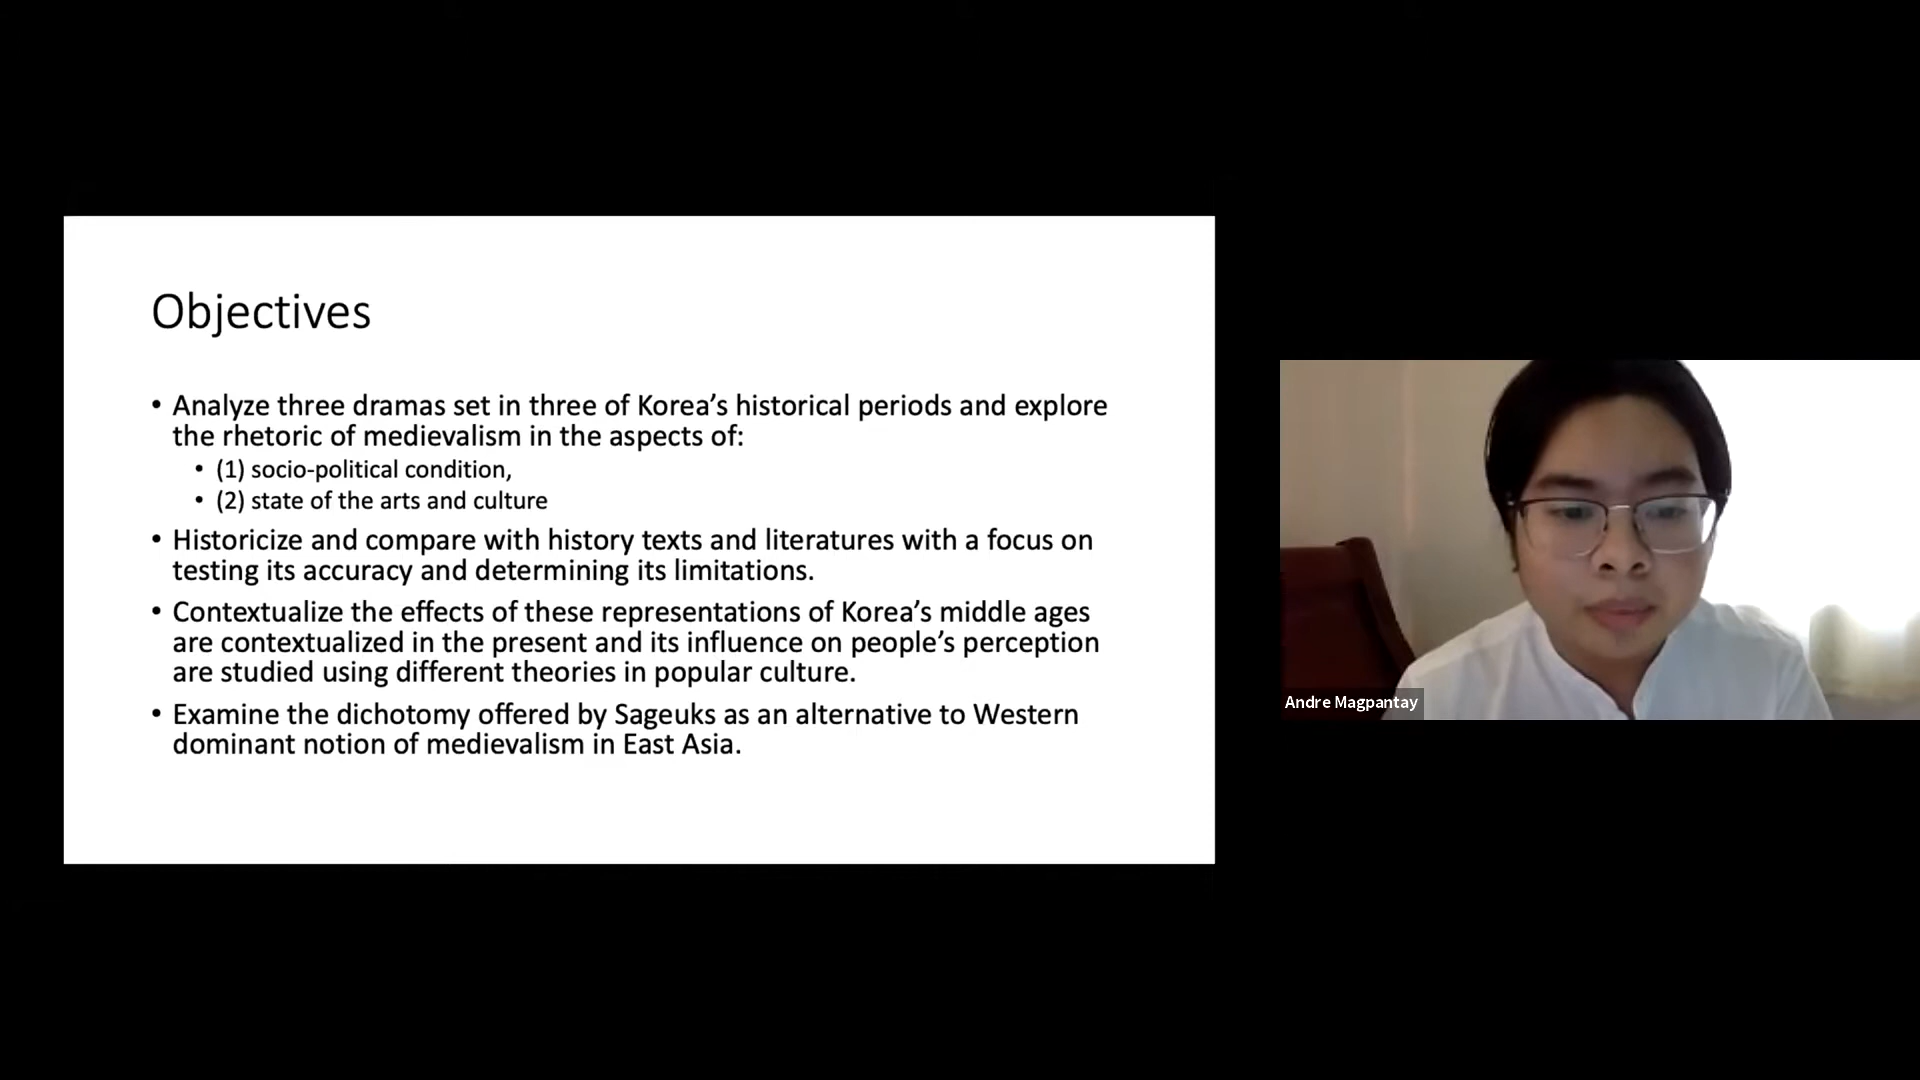 Objectives
• Analyze three dramas set in three of Korea's historical periods and explore
the rhetoric of medievalism in the aspects of:
• (1) socio-political condition,
• (2) state of the arts and culture
• Historicize and compare with history texts and literatures with a focus on
testing its accuracy and determining its limitations.
• Contextualize the effects of these representations of Korea's middle ages
are contextualized in the present and its influence on people's perception
are studied using different theories in popular culture.
• Examine the dichotomy offered by Sageuks as an alternative to Western
dominant notion of medievalism in East Asia.
Andre Magpantay